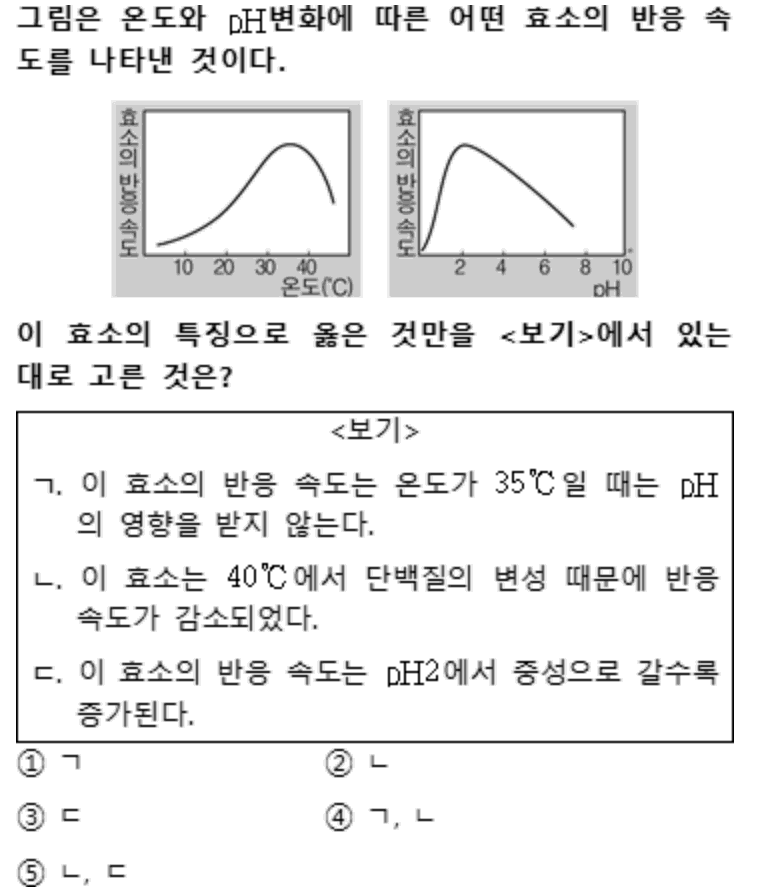 그림은 온도와 pH변화에 따른 어떤 효소의 반응 속
도를 나타낸 것이다.
효소의 반응 속도
10 20 30 40
온도(℃)
효소의 반응 속도
2 4 6 8 10
pH
이 효소의 특징으로 옳은 것만을 <보기>에서 있는
대로 고른 것은?
<보기>
ㄱ. 이 효소의 반응 속도는 온도가 35℃일 때는 pH
의 영향을 받지 않는다.
ㄴ. 이 효소는 40℃에서 단백질의 변성 때문에 반응
속도가 감소되었다.
ㄷ. 이 효소의 반응 속도는 pH2에서 중성으로 갈수록
증가된다.
① ㄱ ② ㄴ
③ ㄷ ④ ㄱ, ㄴ
⑤ ㄴ, ㄷ